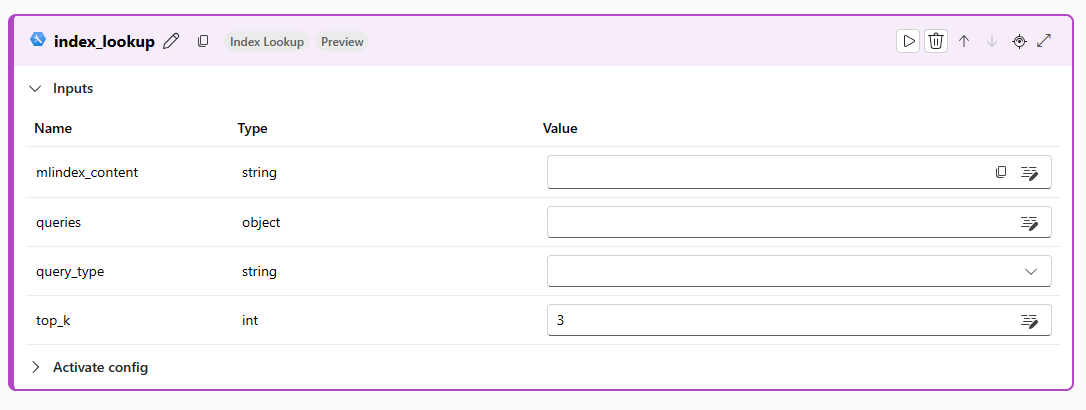 index_lookup Index Lookup Preview
Inputs
Name Type Value
mlindex_content string
queries object
query_type string
top_k int 3
Activate config